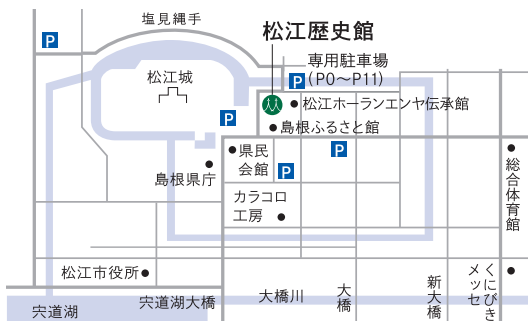 塩見縄手
松江歴史館
P
専用駐車場
P
(P0〜P11)
松江城
松江ホーランエンヤ伝承館
P
島根ふるさと館
県民
会館
P
P
島根県庁
総合体育館
カラコロ
工房
松江市役所
くにびき
メッセ
宍道湖
宍道湖大橋
大橋川
大橋
新大橋